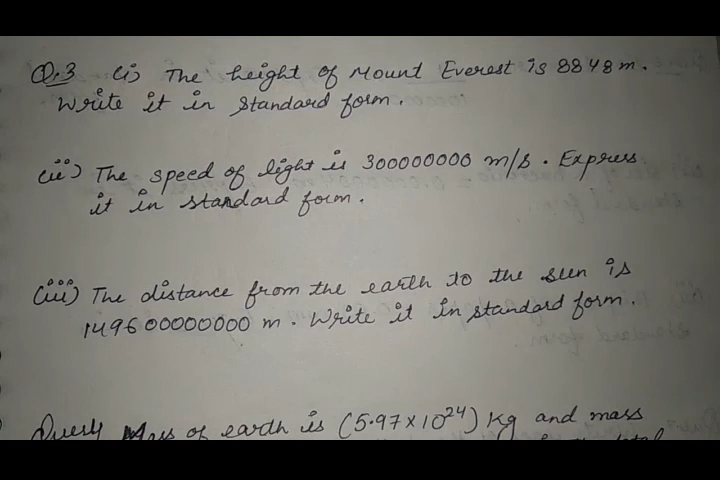 Q.3 (i) The height of Mount Everest is 8848m.
Write it in standard form.
(ii) The speed of light is 300000000 m/s. Express
it in standard form.
(iii) The distance from the earth to the sun is
149600000000 m. Write it in standard form.
Mass of earth is (5.97 × 10²⁴) Kg and mass